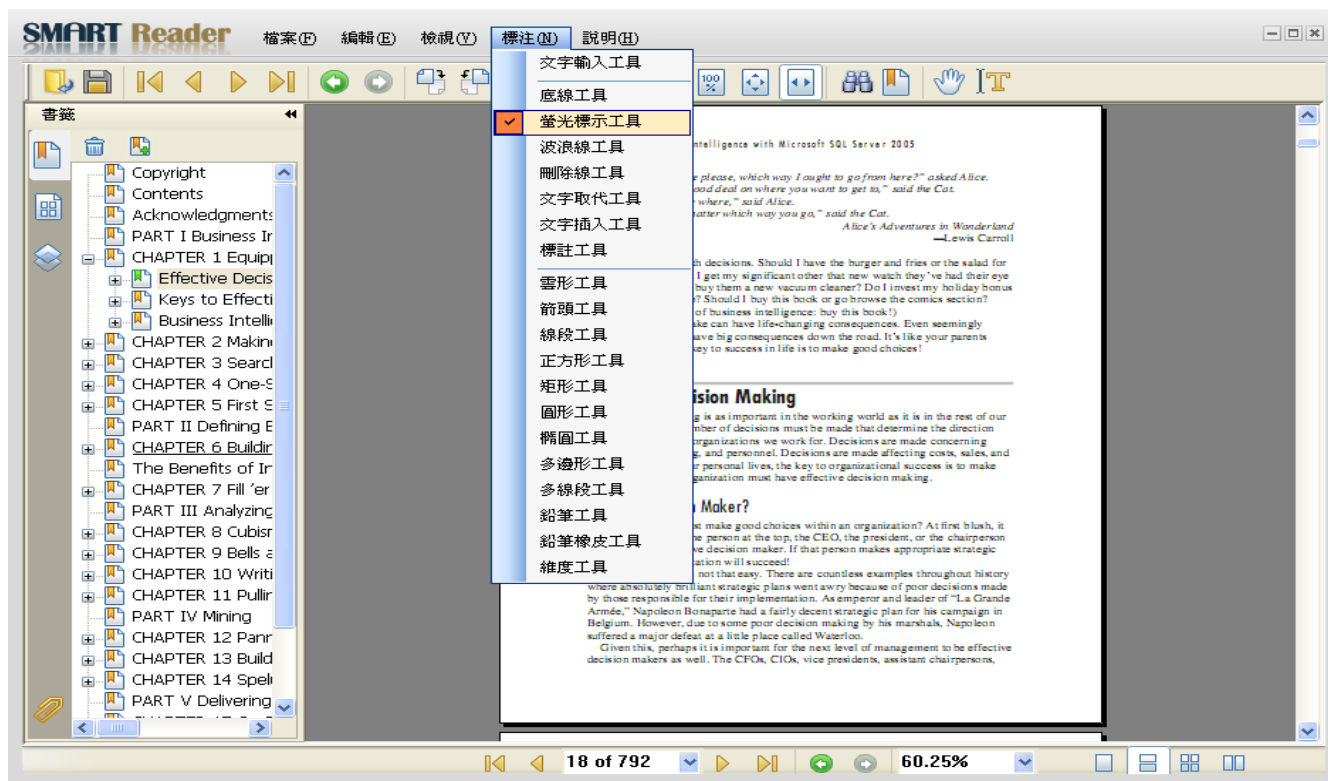 SMART Reader 檔案(F) 編輯(E) 檢視(V) 標注(N) 說明(H)
100%
T
書籤
Copyright
Contents
Acknowledgments
PART I Business
CHAPTER 1
Effective
Keys to
Business
CHAPTER 2
CHAPTER 3
CHAPTER 4
CHAPTER 5 First
PART II Defining
CHAPTER 6
The Benefits of
CHAPTER 7 Fill 'er
PART III Analyzing
CHAPTER 8
CHAPTER 9 Bells
CHAPTER 10
CHAPTER 11
PART IV Mining
CHAPTER 12
CHAPTER 13 Build
CHAPTER 14
PART V Delivering
文字輸入工具
底線工具
螢光標示工具
波浪線工具
刪除線工具
文字取代工具
文字插入工具
標註工具
雲形工具
箭頭工具
線段工具
正方形工具
矩形工具
圓形工具
橢圓工具
多邊形工具
多線段工具
鉛筆工具
鉛筆橡皮工具
維度工具
ntelligence with Microsoft SQL Server 2005
please, which way I ought to go from here?" asked Alice.
ood deal on where you want to get to," said the Cat.
where," said Alice.
atter which way you go," said the Cat.
Alice's Adventures in Wonderland
—Lewis Carroll
h decisions. Should I have the burger and fries or the salad for
I get my significant other that new watch they've had their eye
buy them a new vacuum cleaner? Do I invest my holiday bonus
? Should I buy this book or go browse the comics section?
of business intelligence: buy this book!)
ake can have life-changing consequences. Even seemingly
ave big consequences down the road. It's like your parents
key to success in life is to make good choices!
ision Making
g is as important in the working world as it is in the rest of our
mber of decisions must be made that determine the direction
organizations we work for. Decisions are made concerning
g, and personnel. Decisions are made affecting costs, sales, and
r personal lives, the key to organizational success is to make
ganization must have effective decision making.
Maker?
st make good choices within an organization? At first blush, it
he person at the top, the CEO, the president, or the chairperson
ve decision maker. If that person makes appropriate strategic
ation will succeed!
not that easy. There are countless examples throughout history
where absolutely brilliant strategic plans went awry because of poor decisions made
by those responsible for their implementation. As emperor and leader of "La Grande
Armée," Napoleon Bonaparte had a fairly decent strategic plan for his campaign in
Belgium. However, due to some poor decision making by his marshals, Napoleon
suffered a major defeat at a little place called Waterloo.
Given this, perhaps it is important for the next level of management to be effective
decision makers as well. The CFOs, CIOs, vice presidents, assistant chairpersons,
18 of 792 60.25%